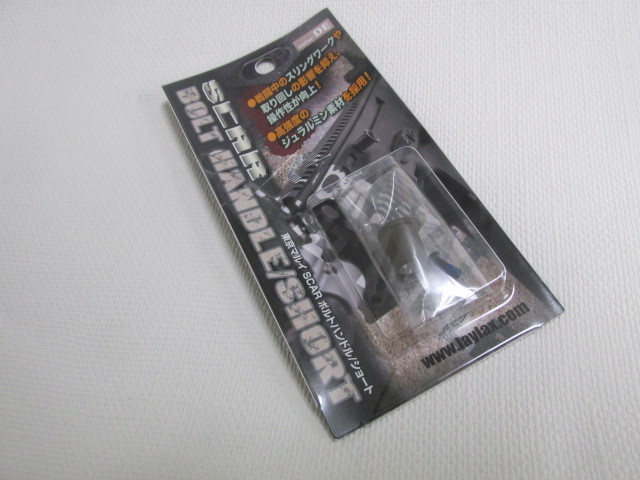 DE
●戦闘中のスリングワークや
取り回しの影響を抑え、
操作性が向上!
●高強度の
ジュラルミン素材を採用!
SCAR
BOLT HANDLE/SHORT
東京マルイ SCAR ボルトハンドル/ショート
www.laylax.com